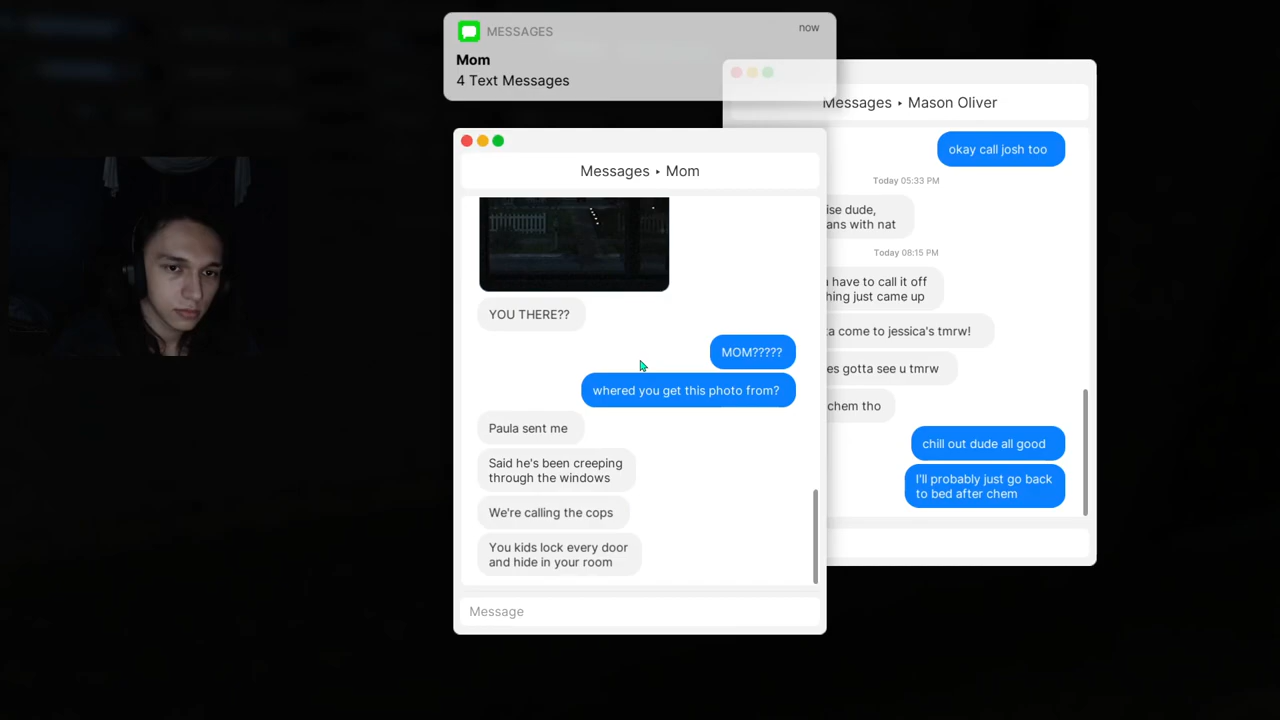 MESSAGES
now
Mom
4 Text Messages
Messages ‣ Mom
YOU THERE??
MOM?????
whered you get this photo from?
Paula sent me
Said he's been creeping
through the windows
We're calling the cops
You kids lock every door
and hide in your room
Message
Messages ‣ Mason Oliver
okay call josh too
Today 05:33 PM
dude,
with nat
Today 08:15 PM
have to call it off
just came up
come to jessica's tmrw!
gotta see u tmrw
chem tho
chill out dude all good
I'll probably just go back
to bed after chem